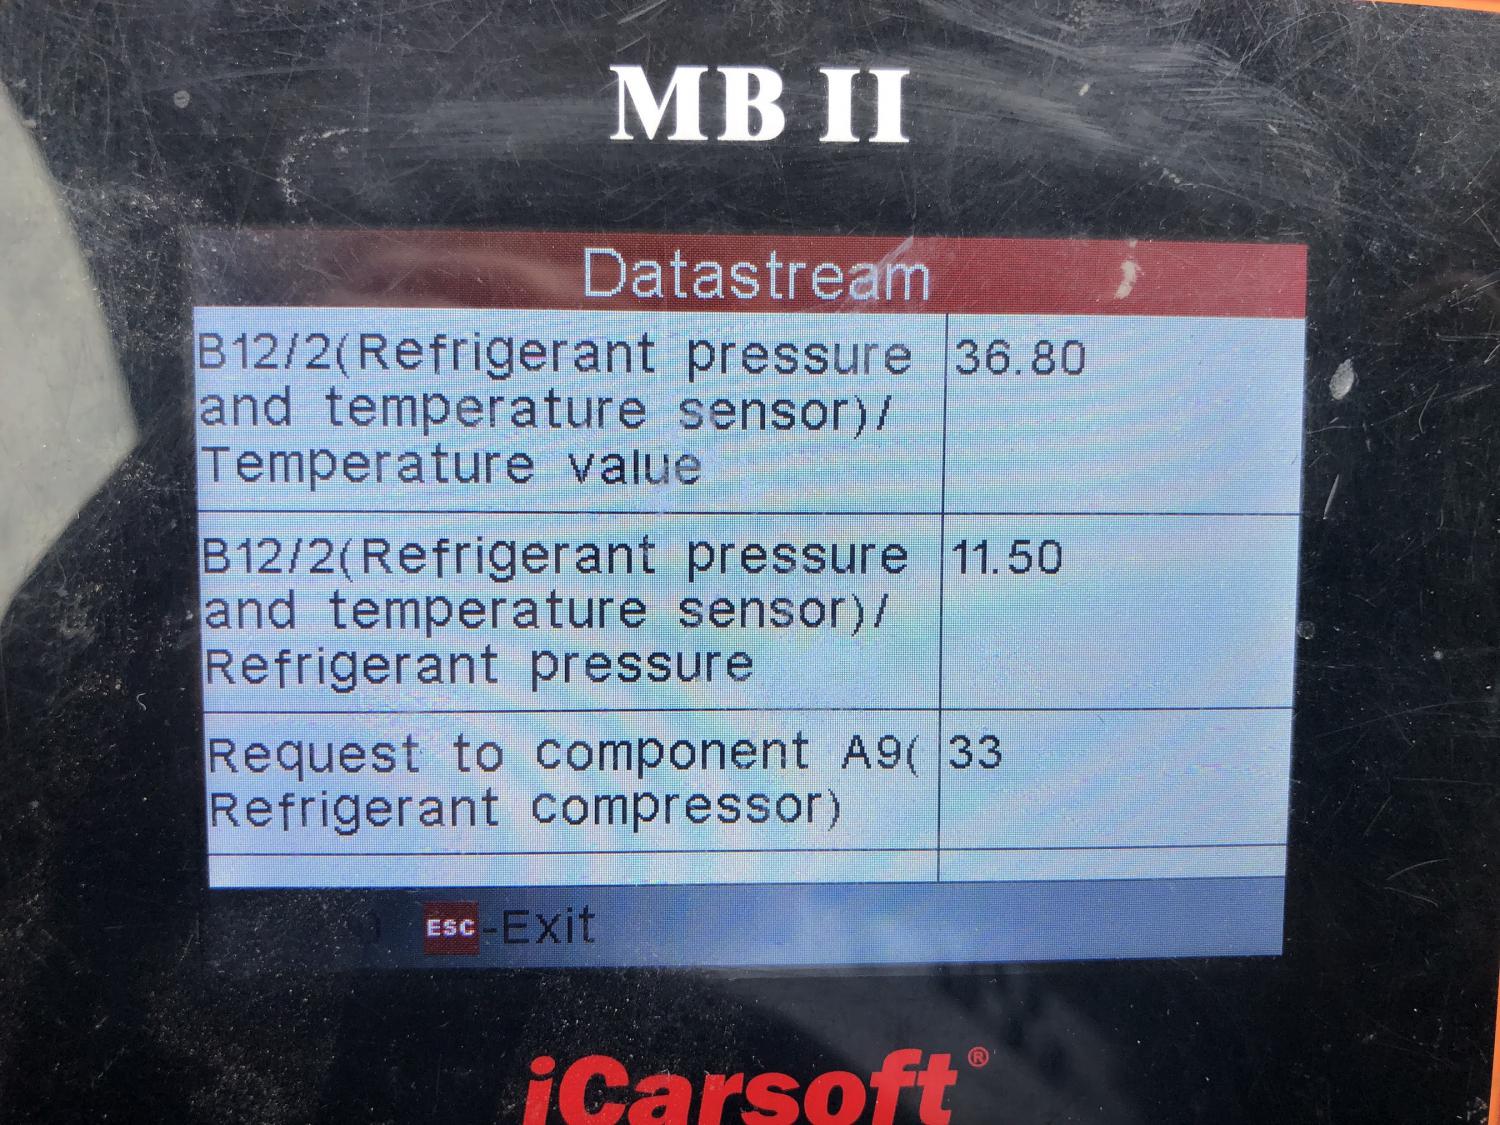 MB II
Datastream
B12/2(Refrigerant pressure 36.80
and temperature sensor)/
Temperature value
B12/2(Refrigerant pressure 11.50
and temperature sensor)/
Refrigerant pressure
Request to component A9( 33
Refrigerant compressor)
ESC-Exit
iCarsoft®